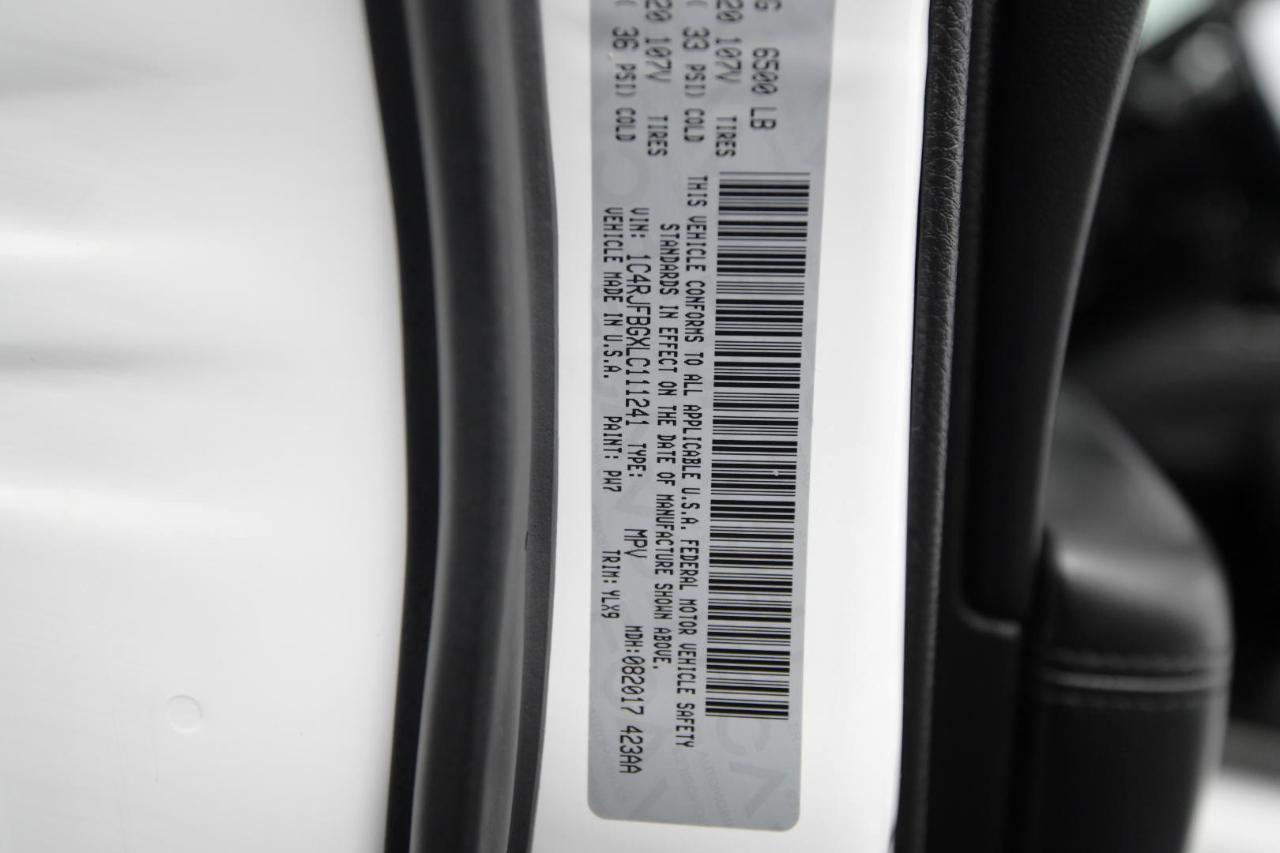 G 6500 LB
20 107V TIRES
( 33 PSI) COLD
20 107V TIRES
( 36 PSI) COLD
THIS VEHICLE CONFORMS TO ALL APPLICABLE U.S.A. FEDERAL MOTOR VEHICLE SAFETY
STANDARDS IN EFFECT ON THE DATE OF MANUFACTURE SHOWN ABOVE.
VIN: 1C4RJFBGXLC111241 TYPE: MPV MDH:082017 423AA
VEHICLE MADE IN U.S.A. PAINT: PW7 TRIM: YLX9